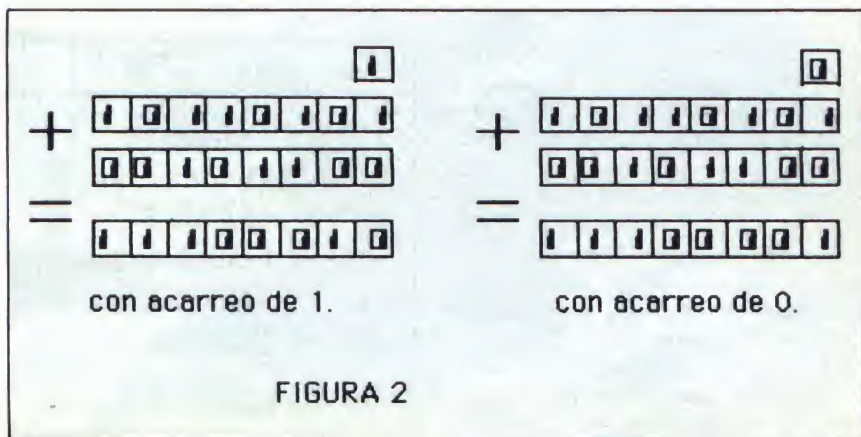 1
+ 1 0 1 1 0 1 0 1
0 0 1 0 1 1 0 0
= 1 1 1 0 0 0 1 0
con acarreo de 1.
0
+ 1 0 1 1 0 1 0 1
0 0 1 0 1 1 0 0
= 1 1 1 0 0 0 0 1
con acarreo de 0.
FIGURA 2